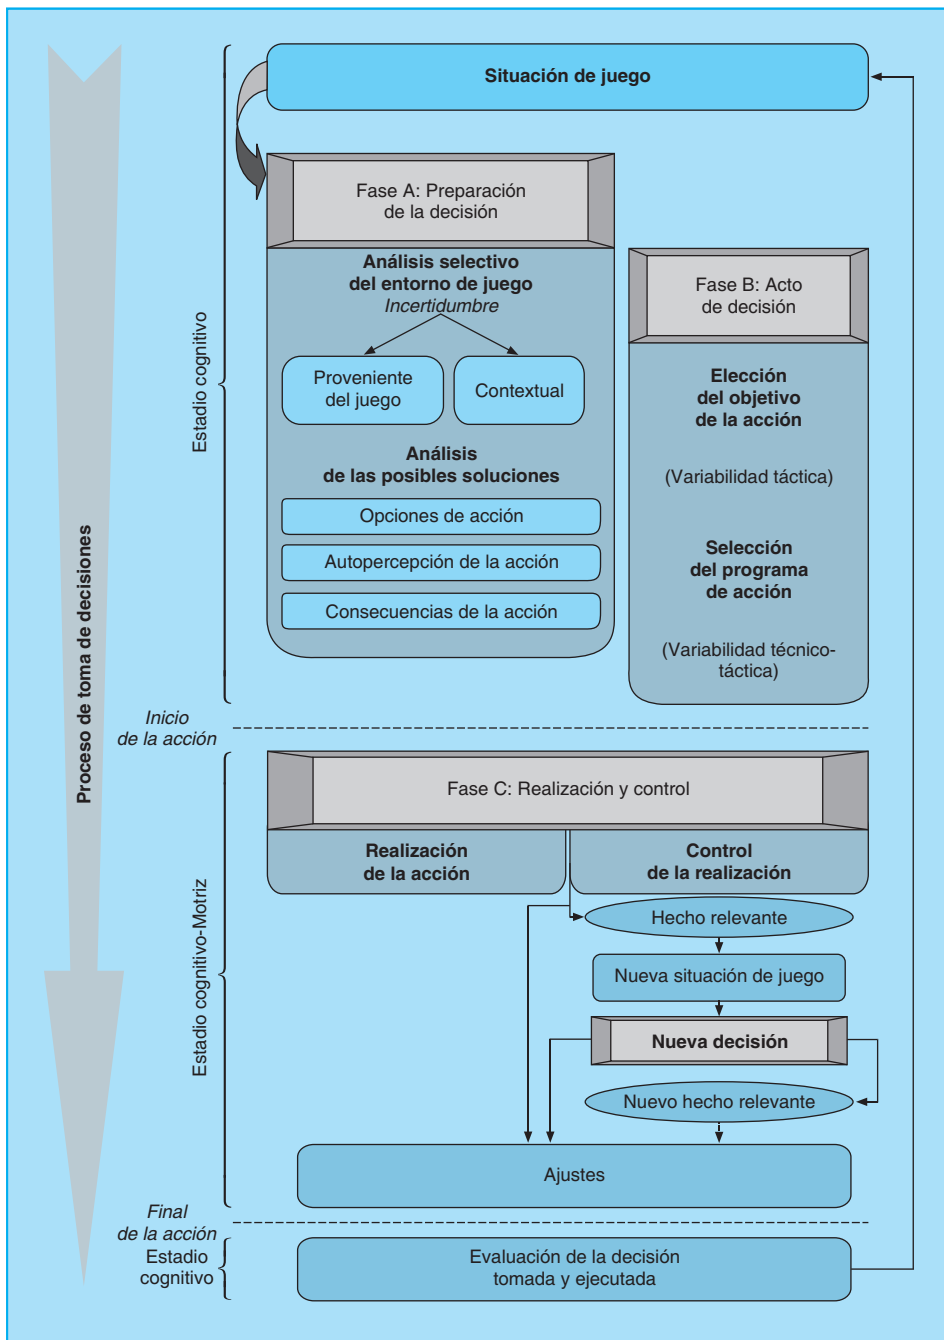 Situación de juego
Fase A: Preparación
de la decisión
Análisis selectivo
del entorno de juego
Incertidumbre
Proveniente
del juego
Contextual
Análisis
de las posibles soluciones
Opciones de acción
Autopercepción de la acción
Consecuencias de la acción
Fase B: Acto
de decisión
Elección
del objetivo
de la acción
(Variabilidad táctica)
Selección
del programa
de acción
(Variabilidad técnico-
táctica)
Estadio cognitivo
Proceso de toma de decisiones
Inicio
de la acción
Fase C: Realización y control
Realización
de la acción
Control
de la realización
Hecho relevante
Nueva situación de juego
Nueva decisión
Nuevo hecho relevante
Ajustes
Estadio cognitivo-Motriz
Final
de la acción
Estadio
cognitivo
Evaluación de la decisión
tomada y ejecutada